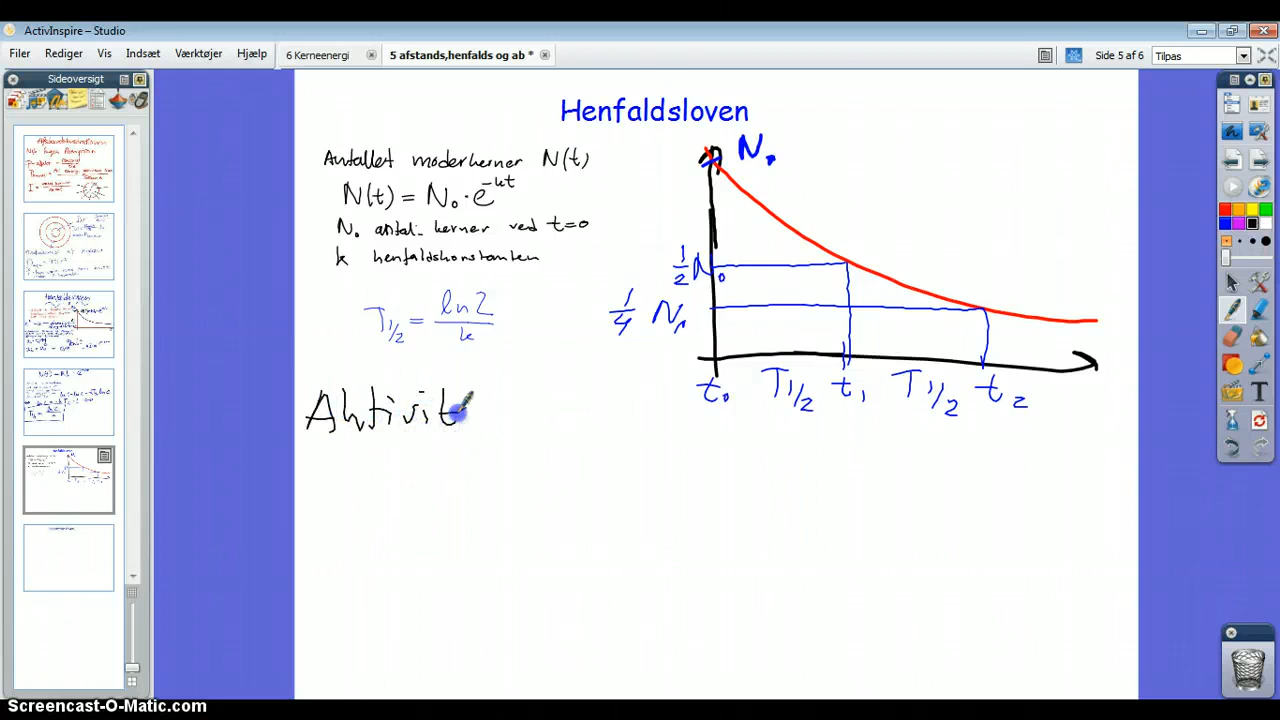 ActivInspire – Studio
Filer Rediger Vis Indsæt Værktøjer Hjælp
6 Kerneenergi
5 afstands,henfalds og ab *
Side 5 af 6
Tilpas
Sideoversigt
Henfaldsloven
Antallet moderkerner N(t)
N(t) = N₀ · e^-kt
N₀ antal kerner ved t=0
k henfaldskonstanten
T1/2 = ln2/k
Aktivit
N₀
1/2 N₀
1/4 N₀
t₀ T1/2 t₁ T1/2 t₂
Screencast-O-Matic.com